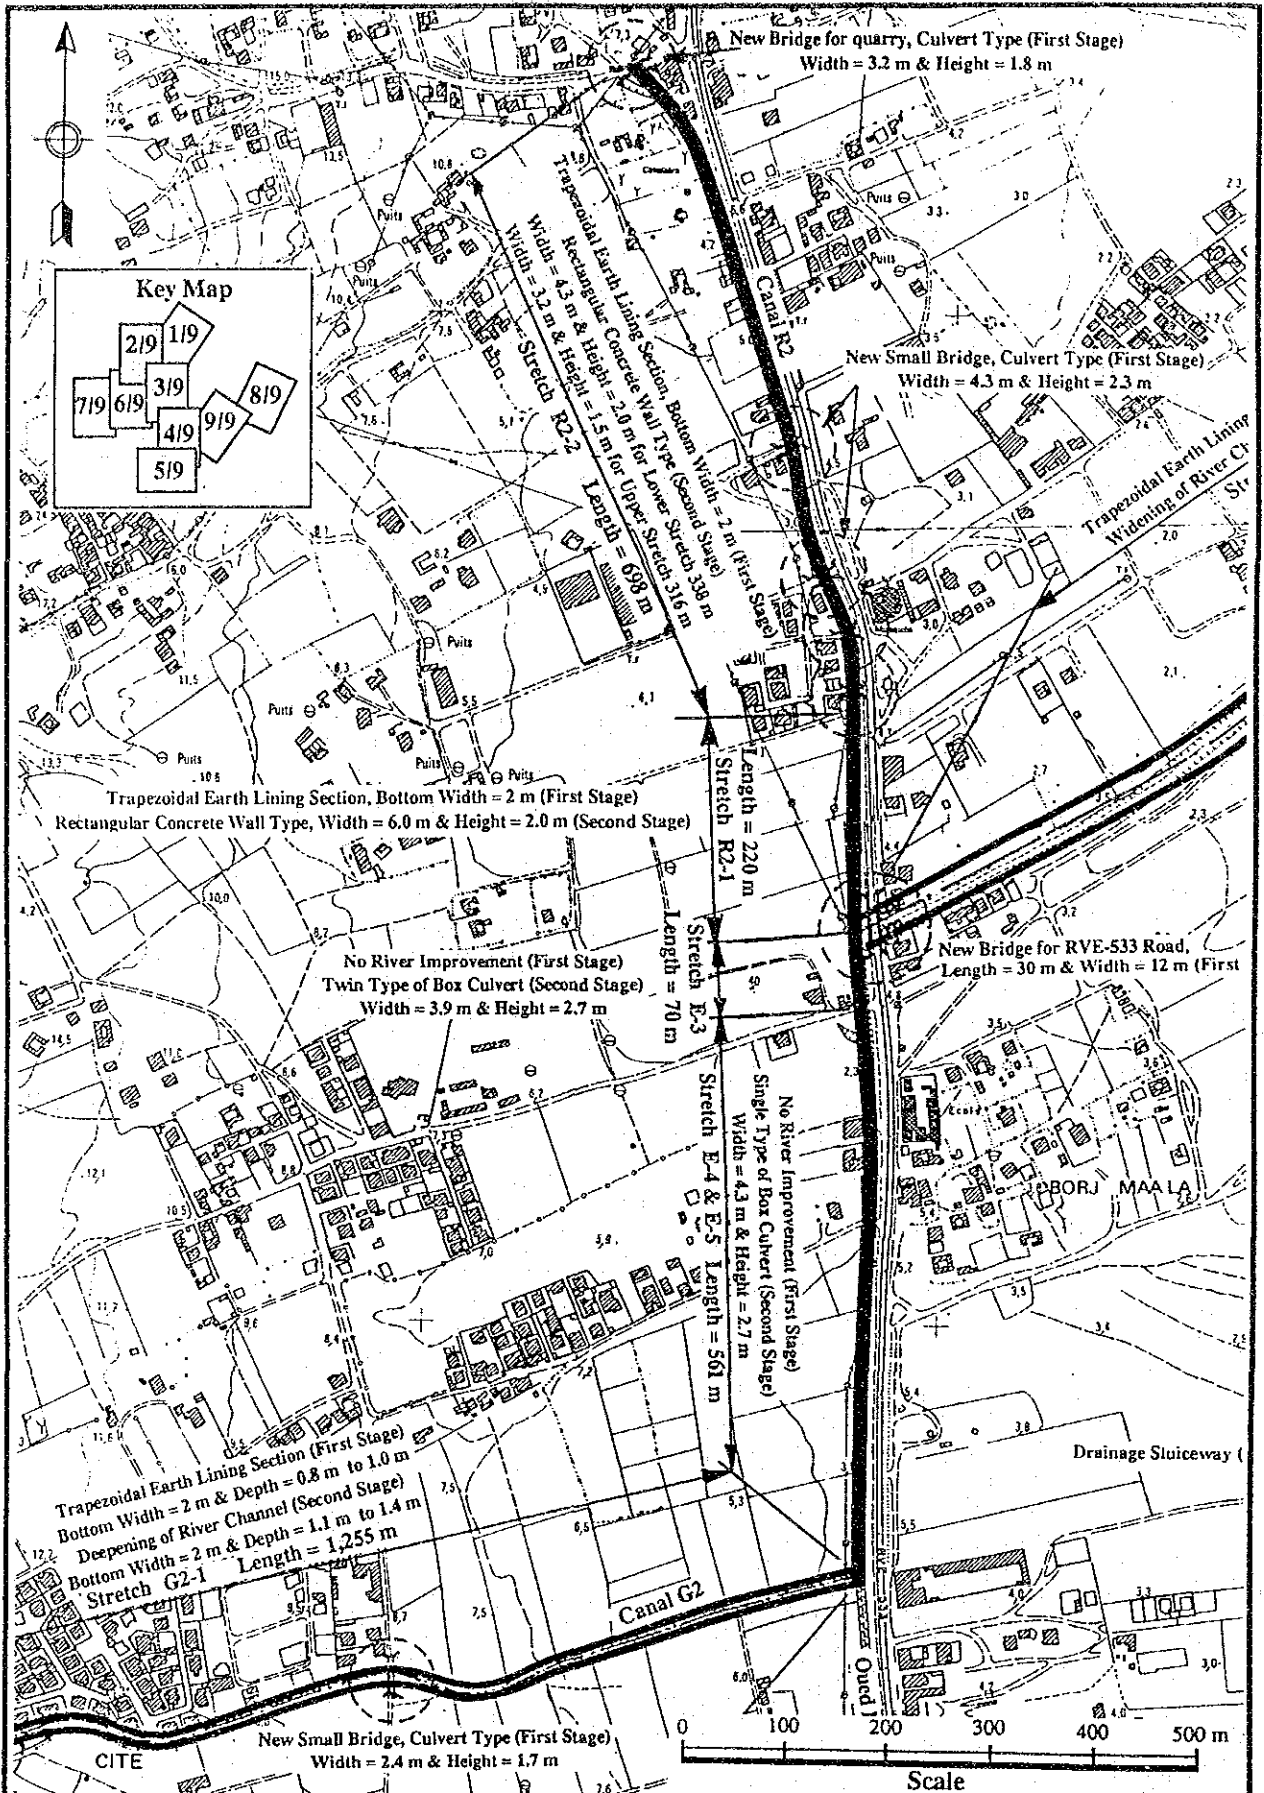 New Bridge for quarry, Culvert Type (First Stage)
Width = 3.2 m & Height = 1.8 m
Key Map
1/9
2/9
3/9
8/9
7/9
6/9
9/9
4/9
5/9
Trapezoidal Earth Lining Section, Bottom Width = 2 m (First Stage)
Rectangular Concrete Wall Type (Second Stage)
Width = 4.3 m & Height = 2.0 m for Lower Stretch 338 m
Width = 3.2 m & Height = 1.5 m for Upper Stretch 316 m
Stretch R2-2 Length = 698 m
Canal R2
Puits
Puits
Puits
Puits
New Small Bridge, Culvert Type (First Stage)
Width = 4.3 m & Height = 2.3 m
Trapezoidal Earth Lining
Widening of River Ch
Str
Puits
Puits
Puits
Puits
Puits
Trapezoidal Earth Lining Section, Bottom Width = 2 m (First Stage)
Rectangular Concrete Wall Type, Width = 6.0 m & Height = 2.0 m (Second Stage)
Length = 220 m
Stretch R2-1
New Bridge for RVE-533 Road,
Length = 30 m & Width = 12 m (First
No River Improvement (First Stage)
Twin Type of Box Culvert (Second Stage)
Width = 3.9 m & Height = 2.7 m
Stretch E-3
Length = 70 m
No River Improvement (First Stage)
Single Type of Box Culvert (Second Stage)
Width = 4.3 m & Height = 2.7 m
Stretch E-4 & E-5 Length = 561 m
BORJ MAALA
Drainage Sluiceway (
Trapezoidal Earth Lining Section (First Stage)
Bottom Width = 2 m & Depth = 0.8 m to 1.0 m
Deepening of River Channel (Second Stage)
Bottom Width = 2 m & Depth = 1.1 m to 1.4 m
Stretch G2-1 Length = 1,255 m
Canal G2
Oued
New Small Bridge, Culvert Type (First Stage)
Width = 2.4 m & Height = 1.7 m
CITE
0 100 200 300 400 500 m
Scale